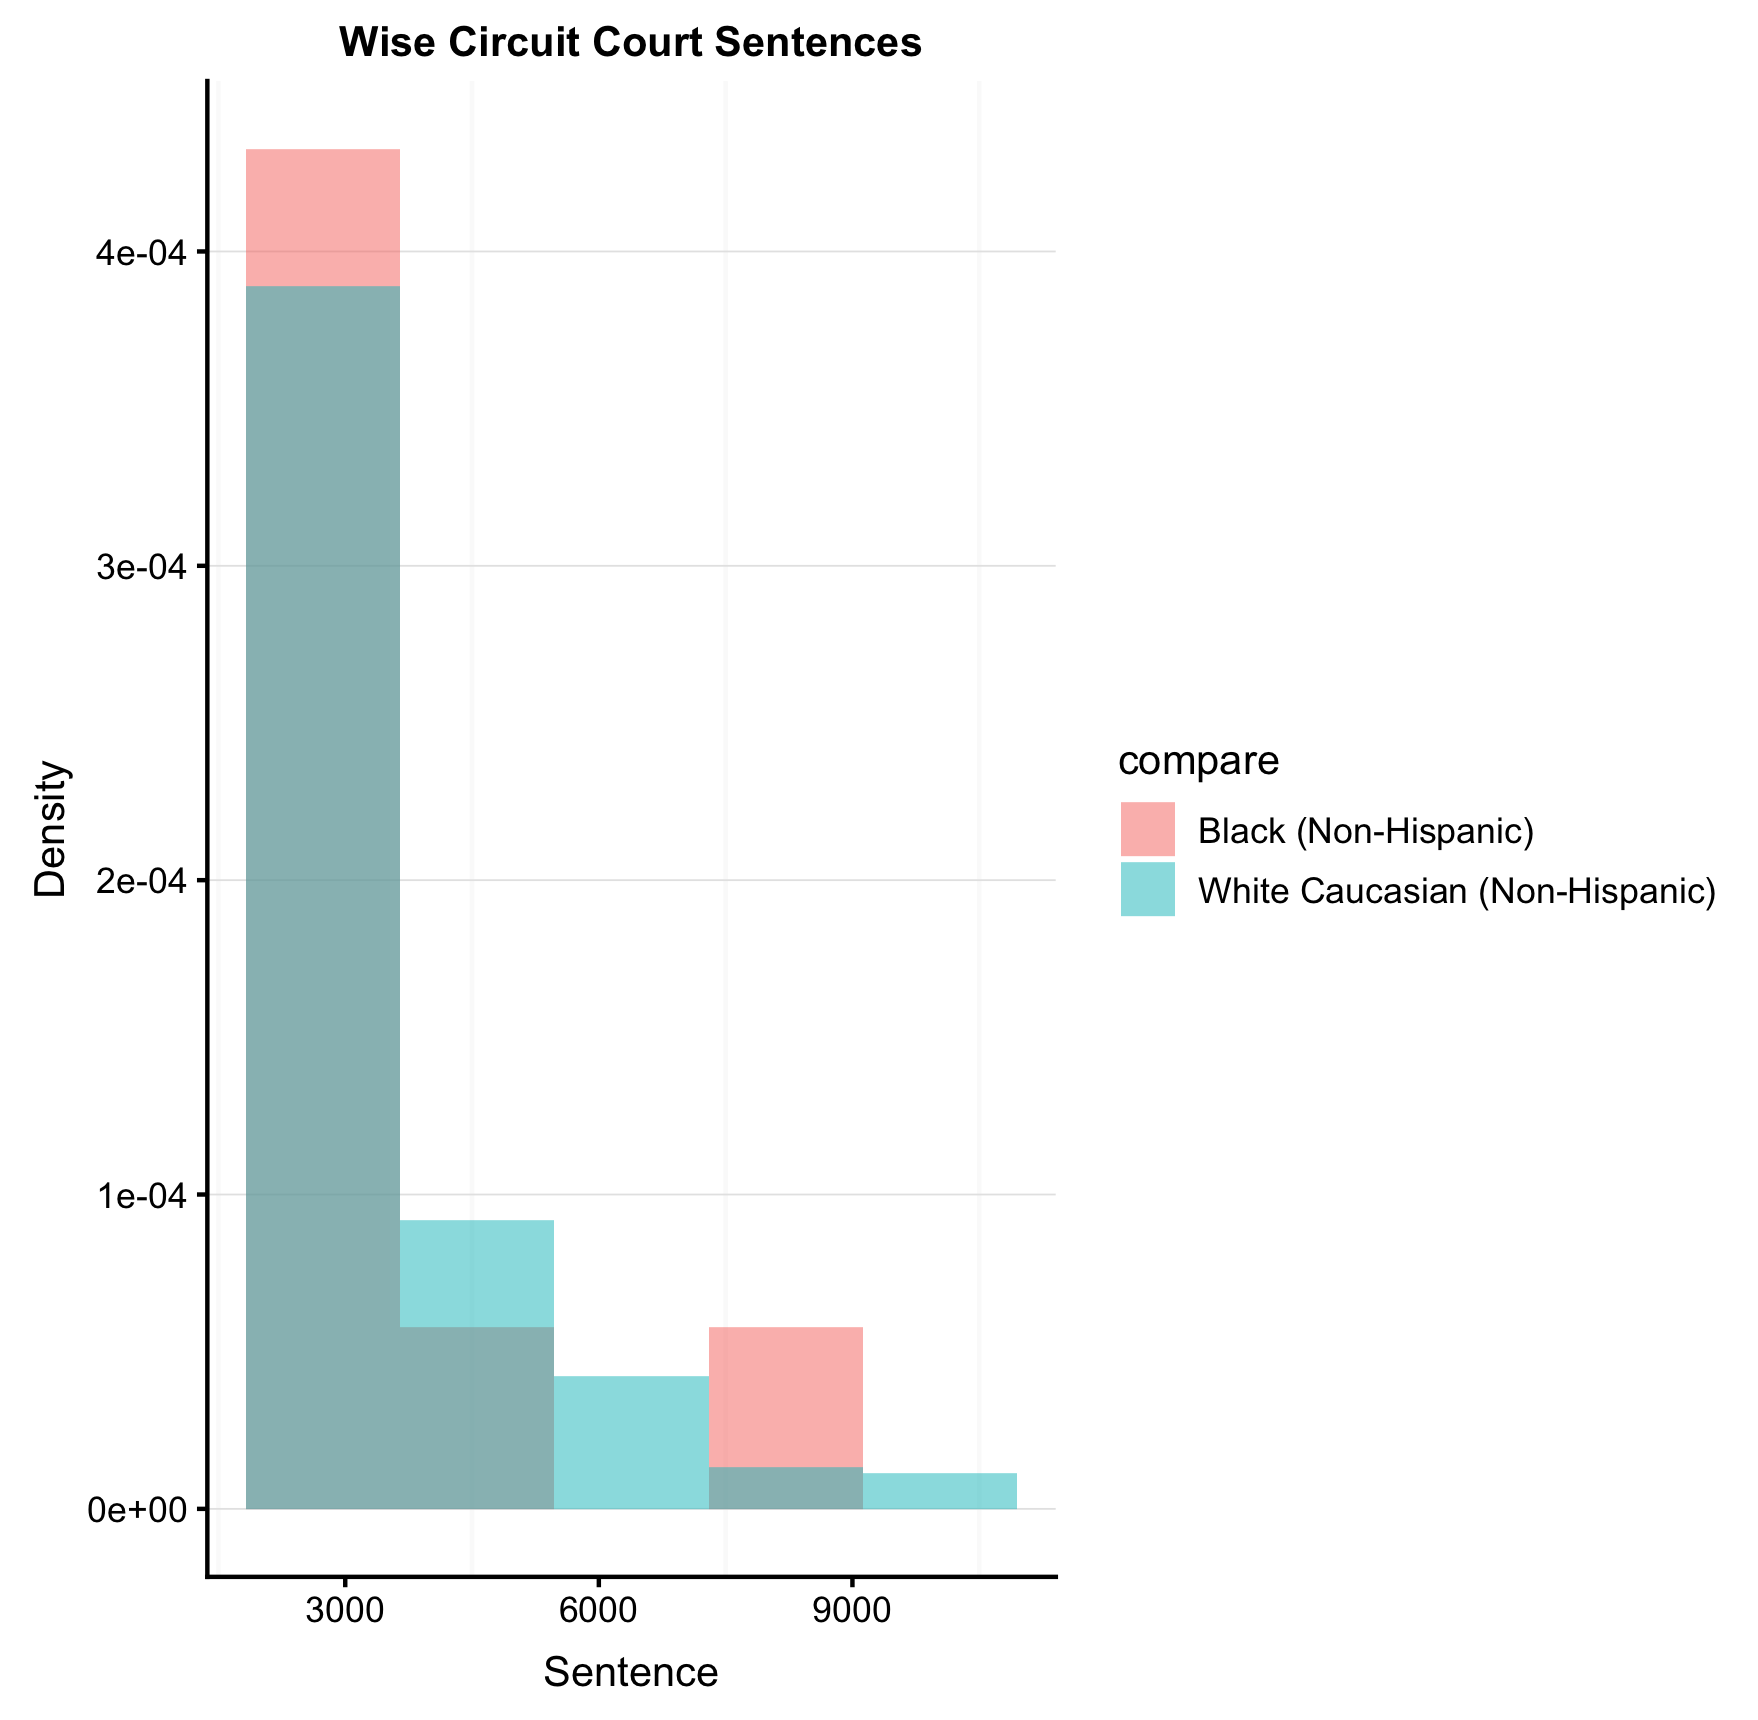 Wise Circuit Court Sentences
4e-04
3e-04
2e-04
1e-04
0e+00
Density
3000 6000 9000
Sentence
compare
Black (Non-Hispanic)
White Caucasian (Non-Hispanic)